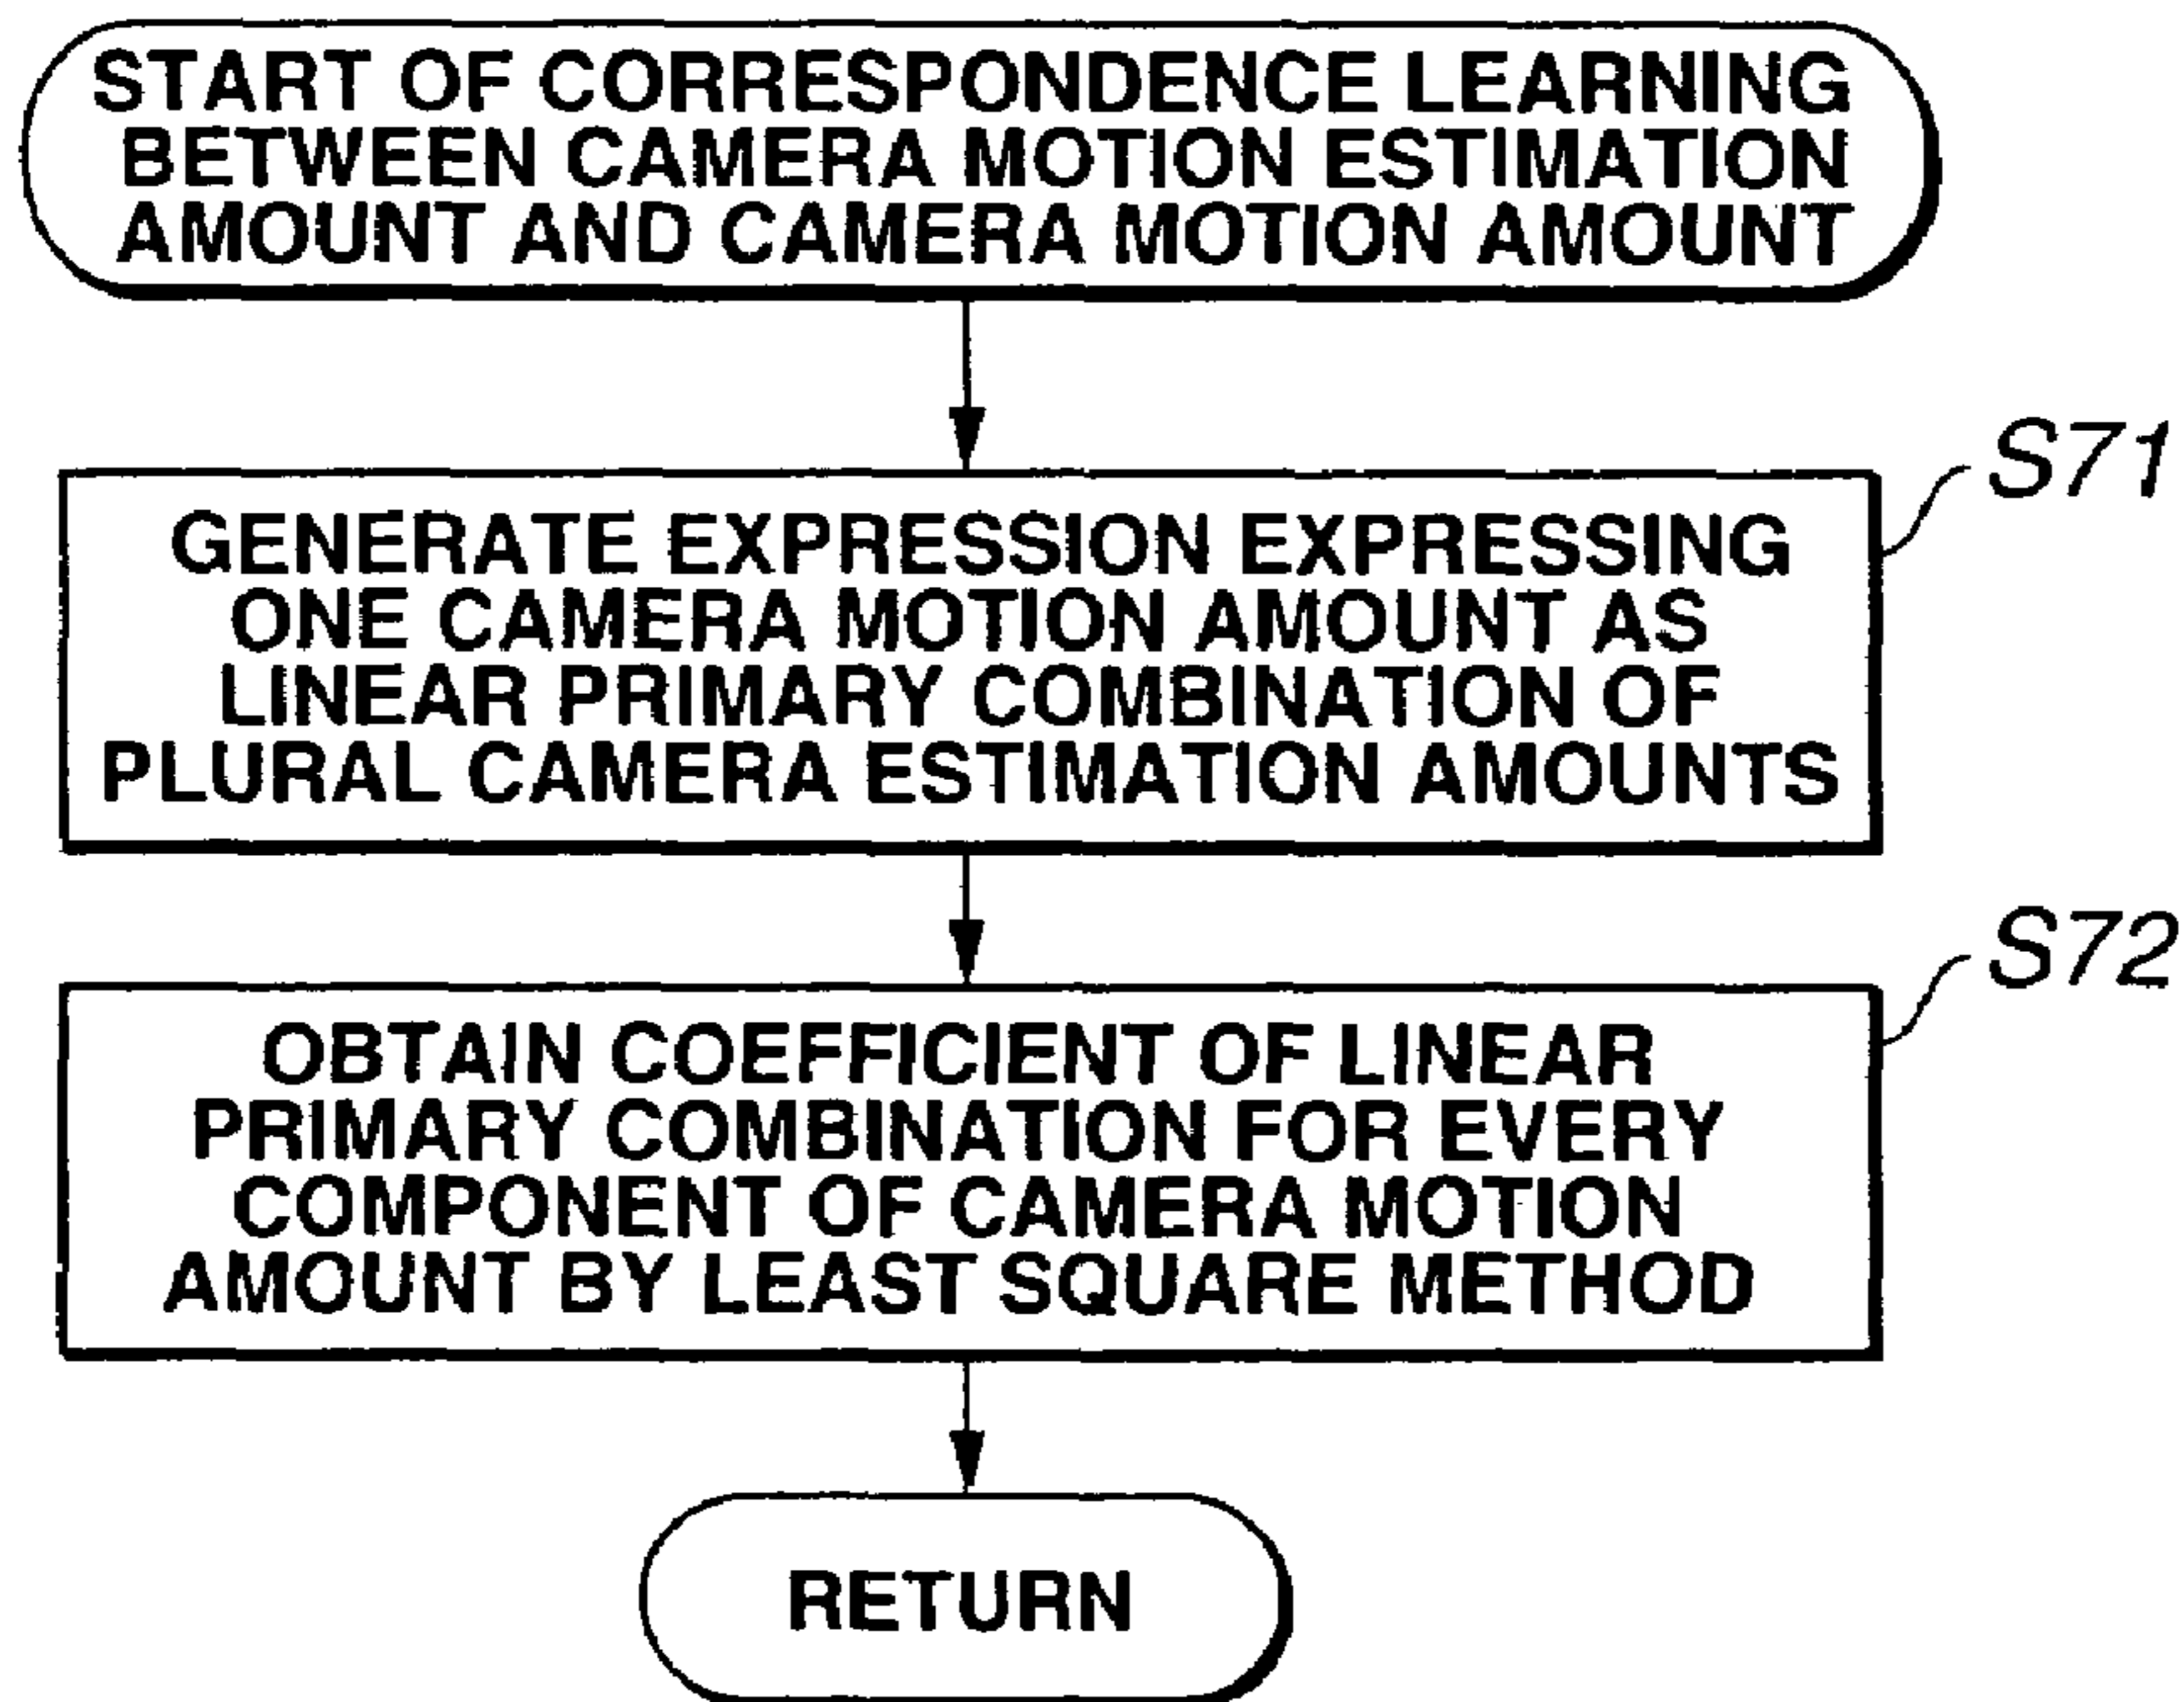 START OF CORRESPONDENCE LEARNING
BETWEEN CAMERA MOTION ESTIMATION
AMOUNT AND CAMERA MOTION AMOUNT
S71
GENERATE EXPRESSION EXPRESSING
ONE CAMERA MOTION AMOUNT AS
LINEAR PRIMARY COMBINATION OF
PLURAL CAMERA ESTIMATION AMOUNTS
S72
OBTAIN COEFFICIENT OF LINEAR
PRIMARY COMBINATION FOR EVERY
COMPONENT OF CAMERA MOTION
AMOUNT BY LEAST SQUARE METHOD
RETURN